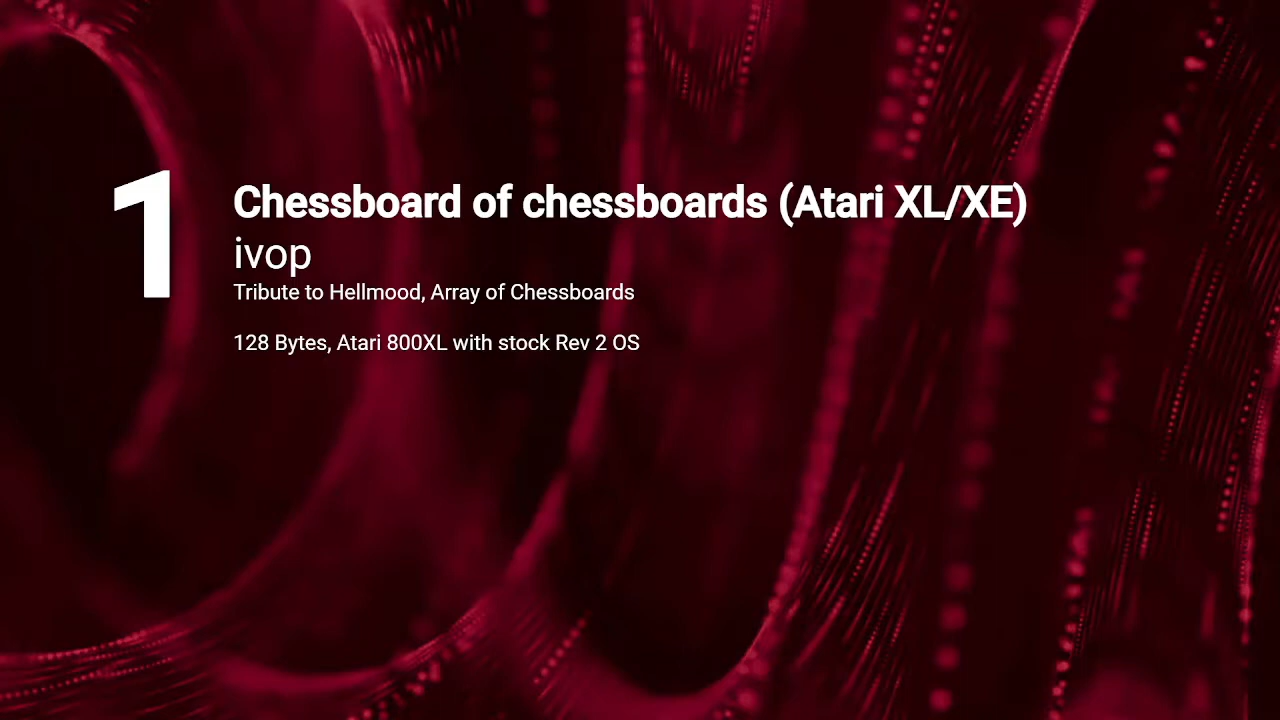 1
Chessboard of chessboards (Atari XL/XE)
ivop
Tribute to Hellmood, Array of Chessboards
128 Bytes, Atari 800XL with stock Rev 2 OS